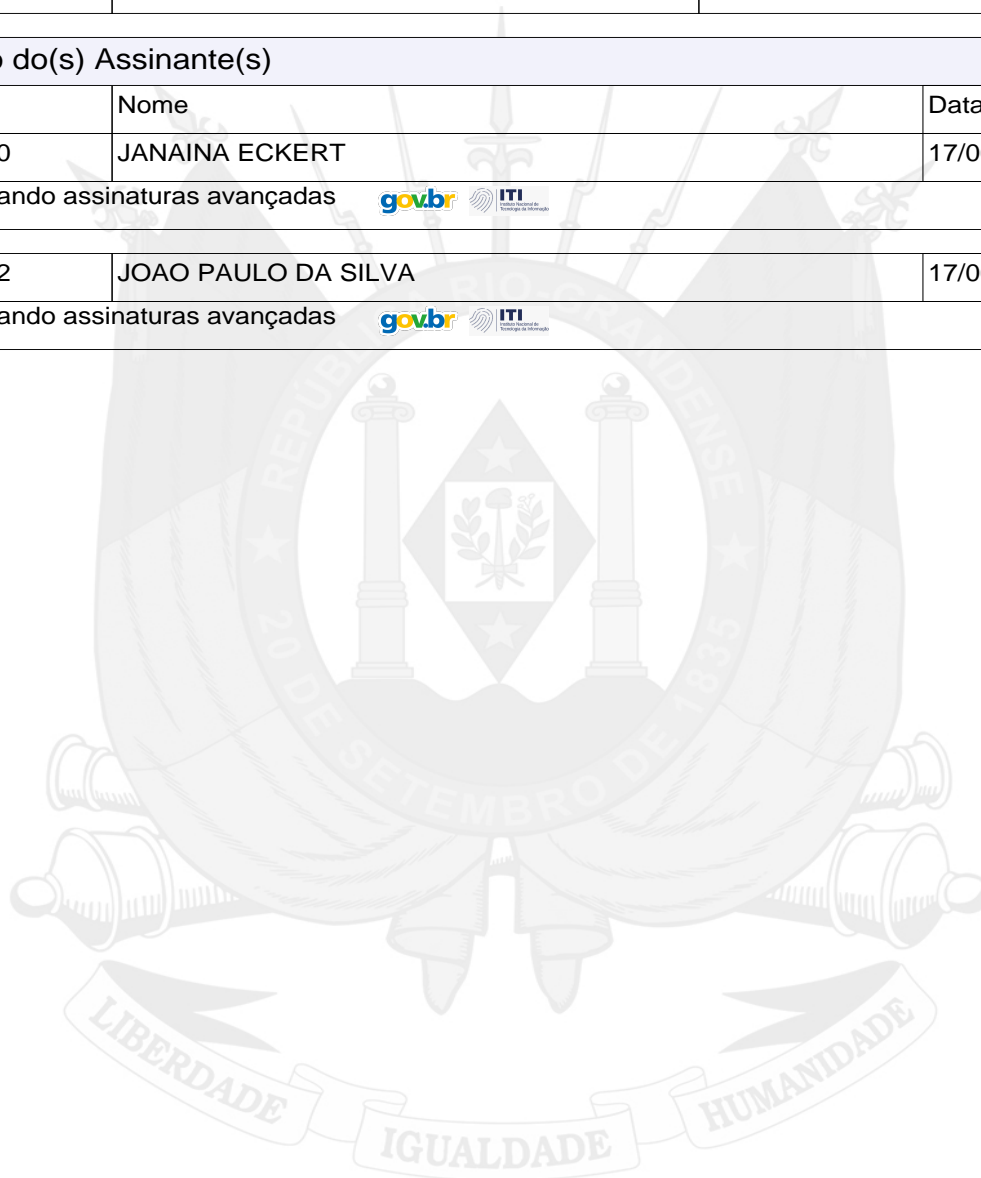 o do(s) Assinante(s)
Nome Data
0 JANAINA ECKERT 17/0
ando assinaturas avançadas gov.br ITI
2 JOAO PAULO DA SILVA 17/0
ando assinaturas avançadas gov.br ITI
REPÚBLICA RIO-GRANDENSE
20 DE SETEMBRO DE 1835
LIBERDADE IGUALDADE HUMANIDADE